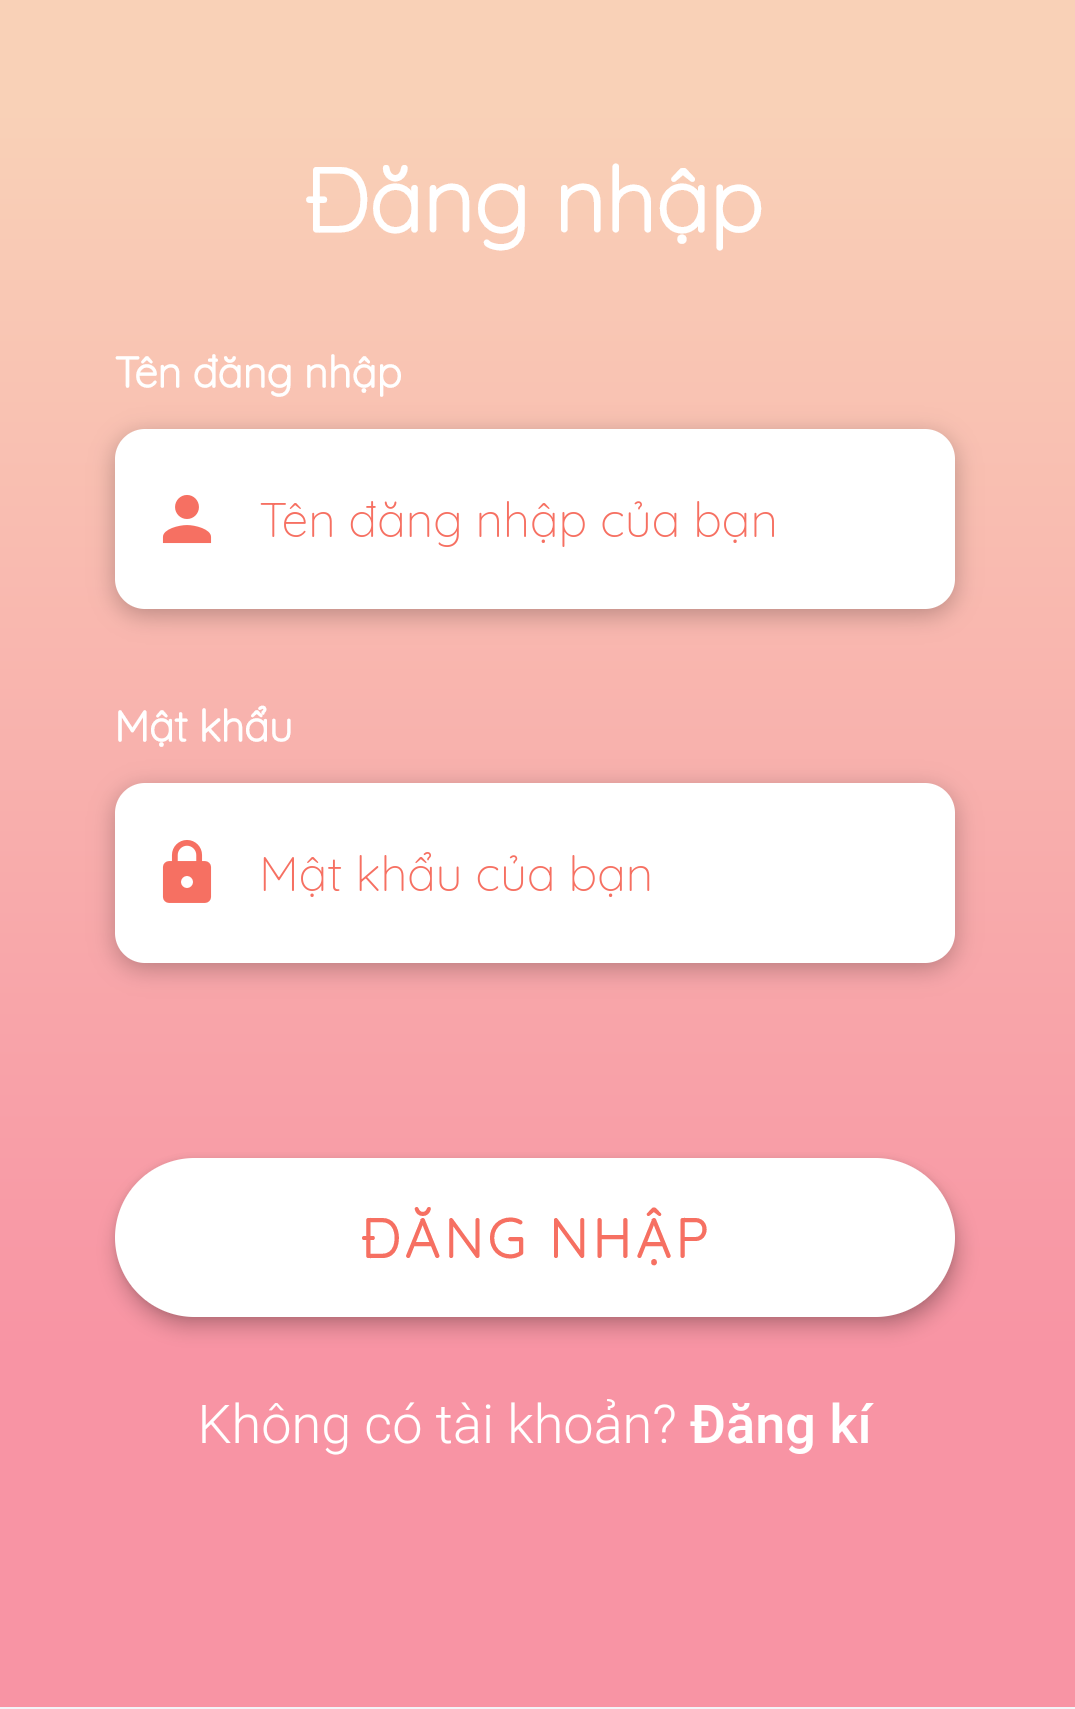 Đăng nhập
Tên đăng nhập
Tên đăng nhập của bạn
Mật khẩu
Mật khẩu của bạn
ĐĂNG NHẬP
Không có tài khoản? Đăng kí